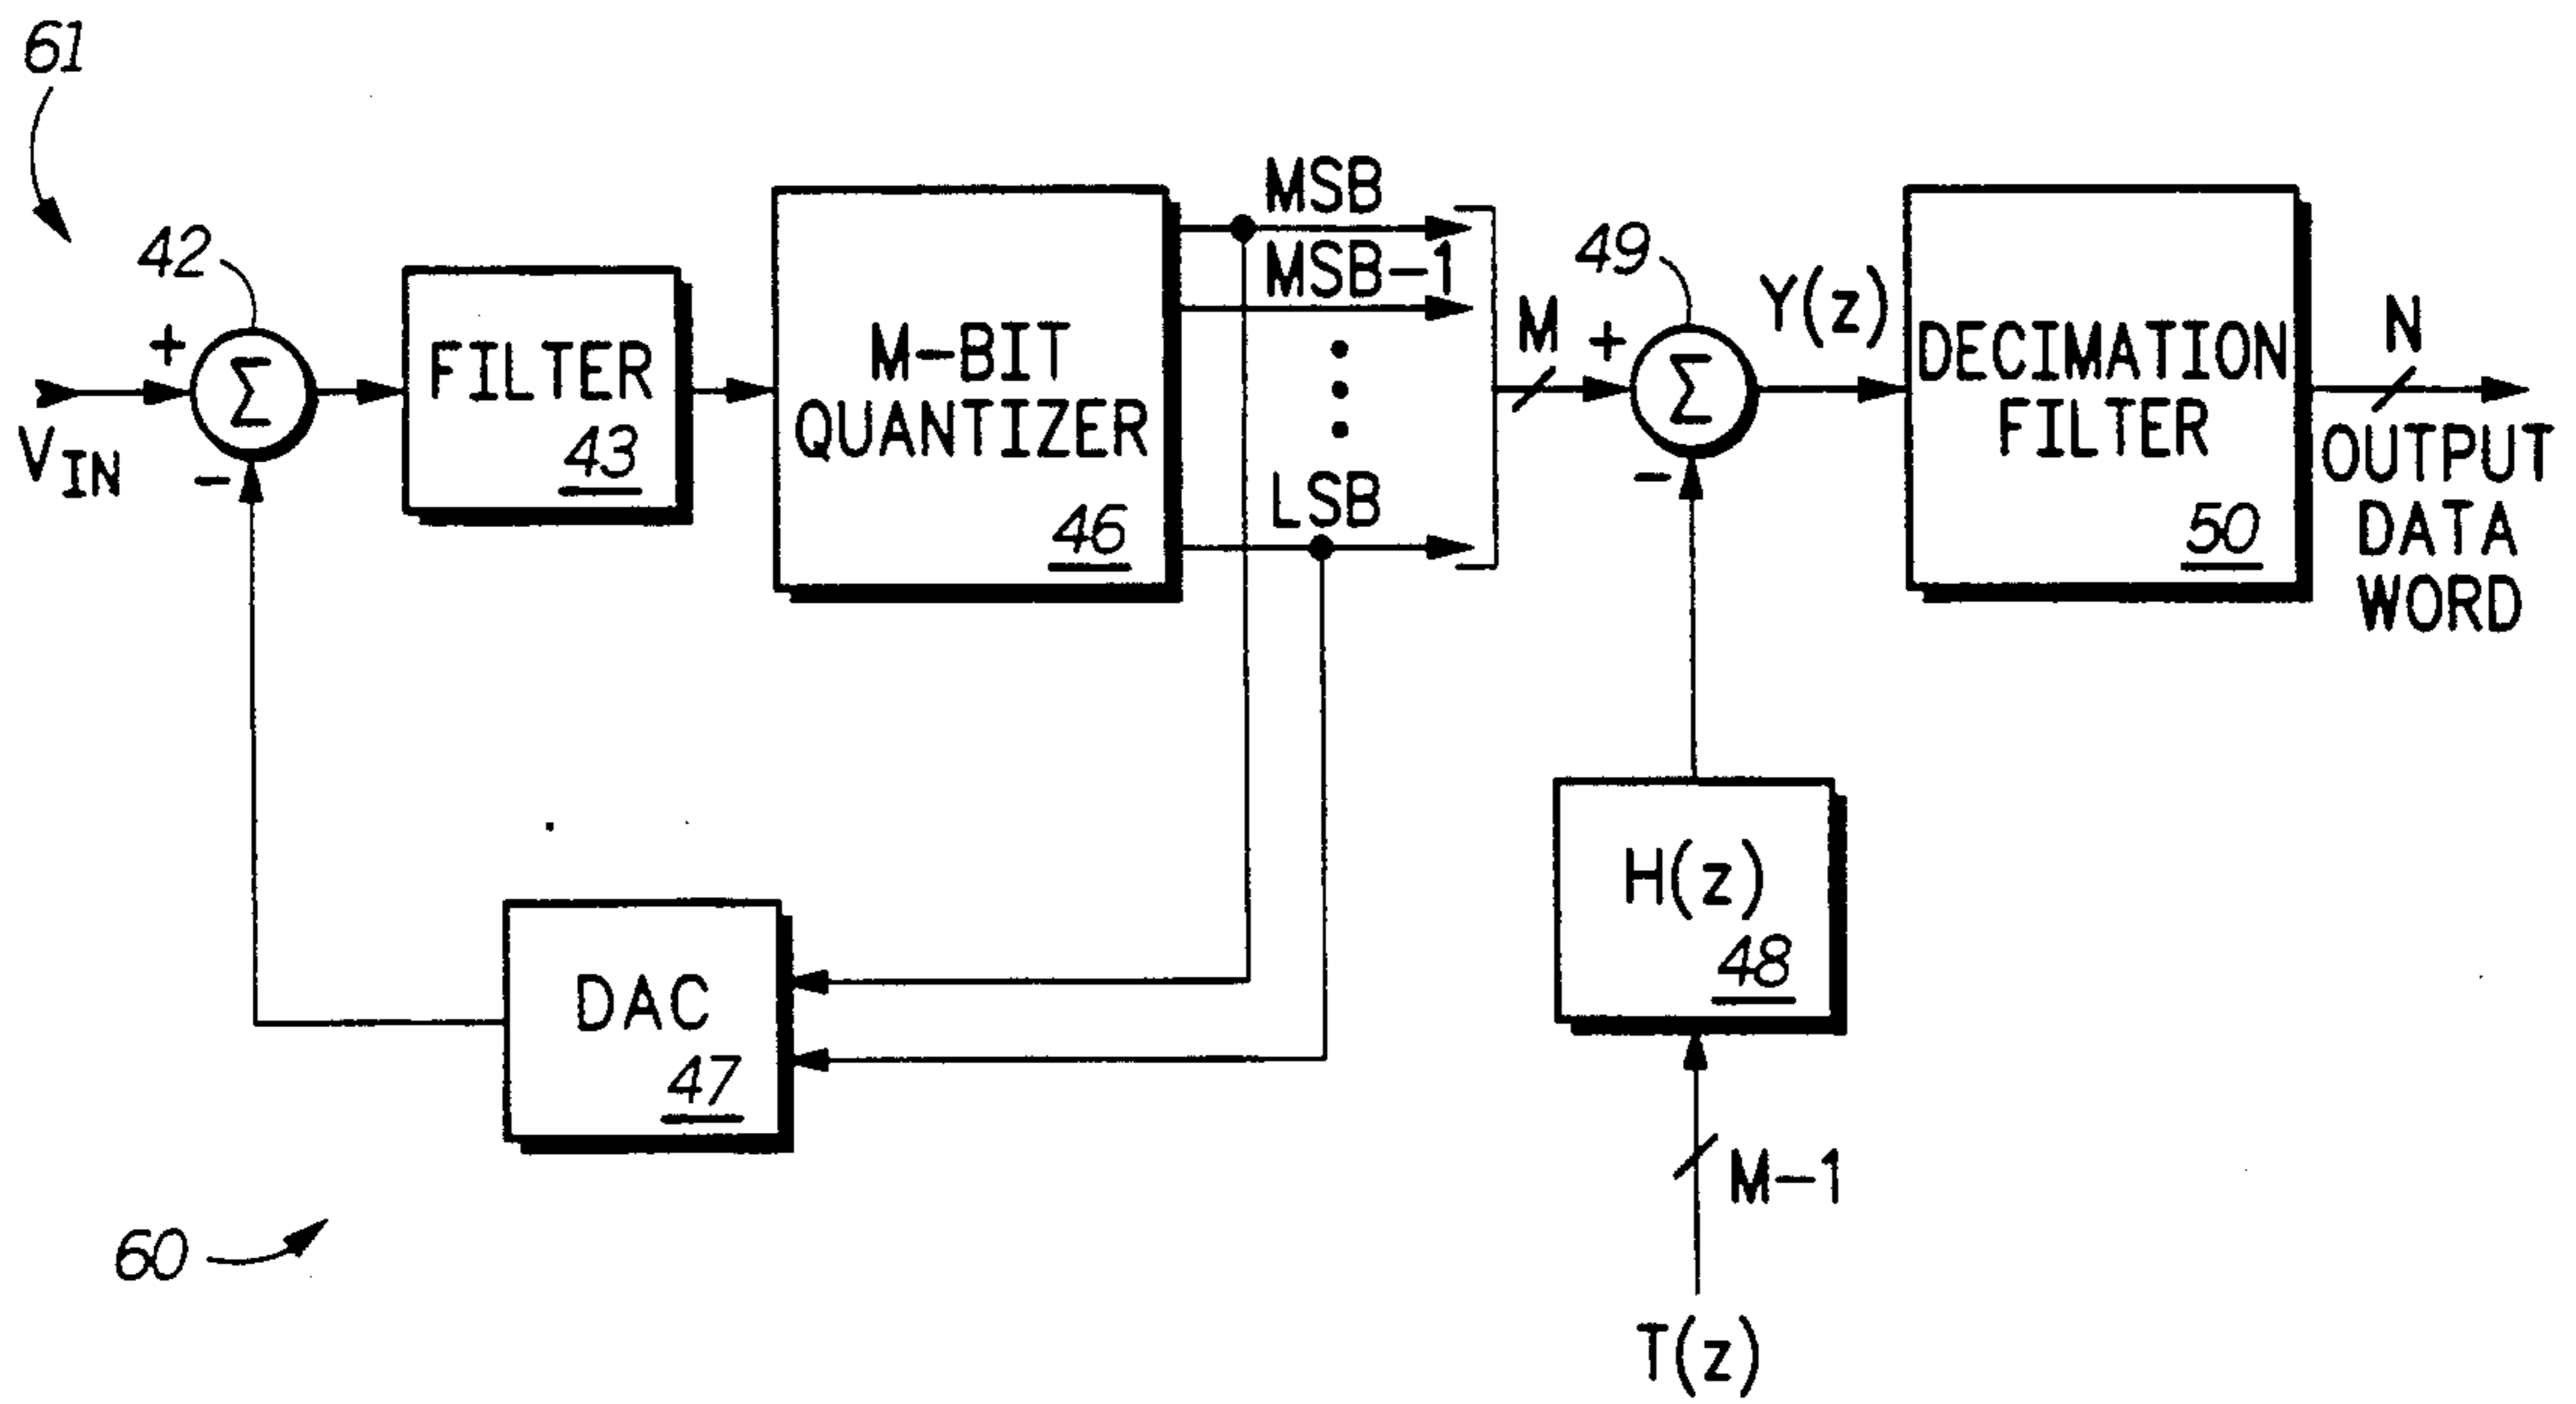 61
42
+
Σ
-
V_IN
FILTER
43
M-BIT
QUANTIZER
46
MSB
MSB-1
LSB
M
49
+
Σ
-
Y(z)
DECIMATION
FILTER
50
N
OUTPUT
DATA
WORD
H(z)
48
DAC
47
M-1
60
T(z)